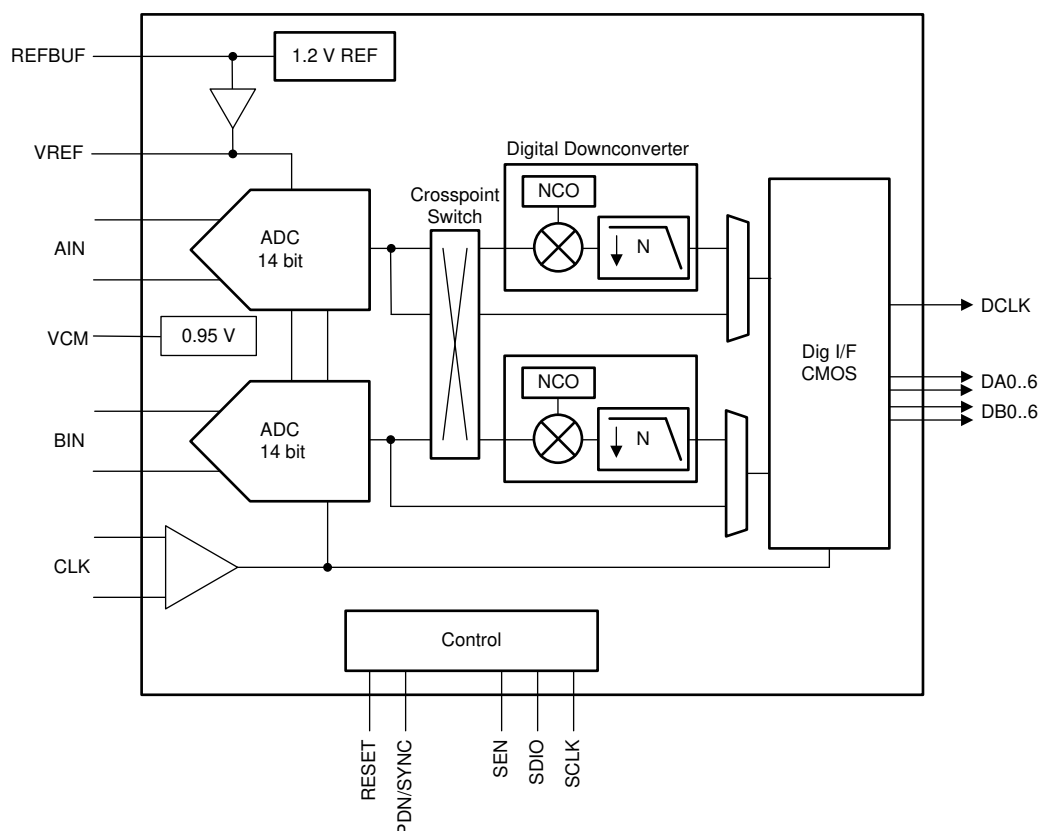 REFBUF
1.2 V REF
VREF
Digital Downconverter
NCO
Crosspoint
Switch
N
AIN
ADC
14 bit
DCLK
VCM
0.95 V
Dig I/F
CMOS
NCO
DA0..6
DB0..6
BIN
ADC
14 bit
N
CLK
Control
RESET
PDN/SYNC
SEN
SDIO
SCLK